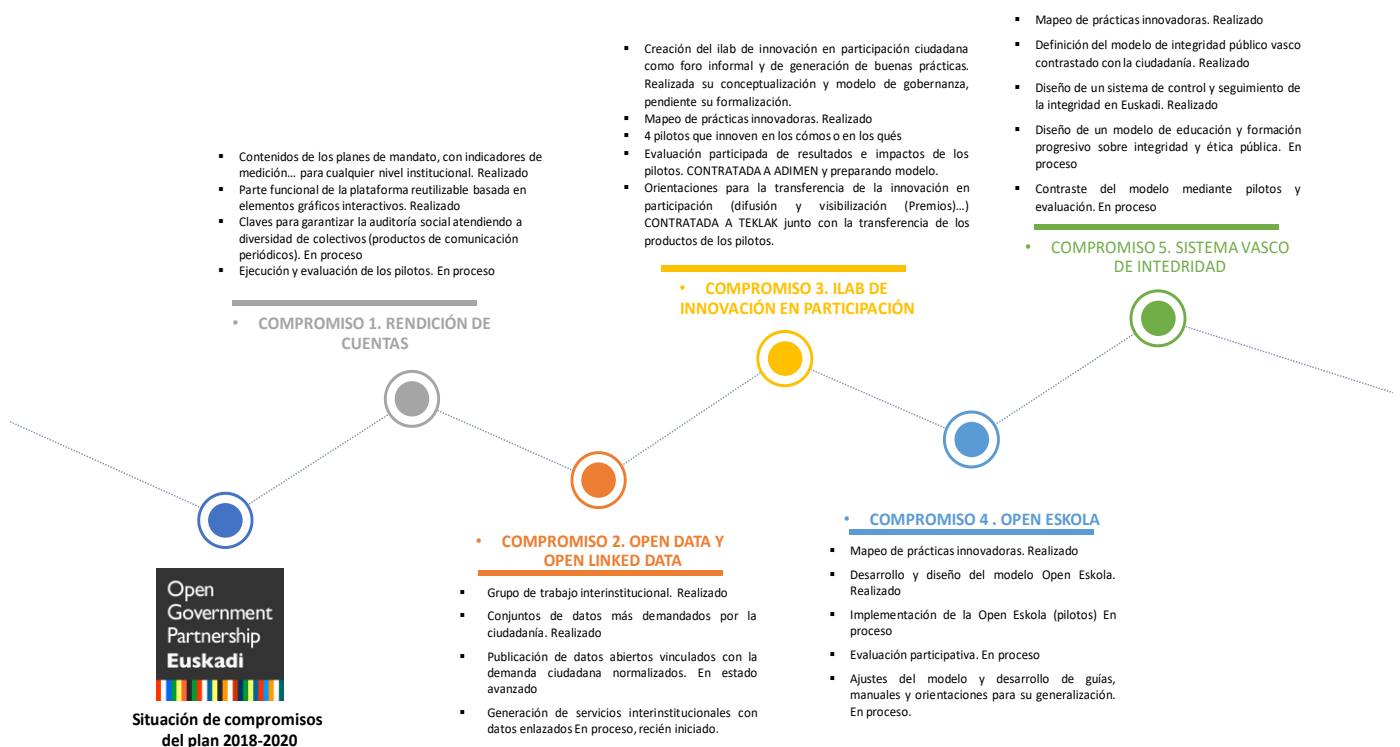 ▪ Contenidos de los planes de mandato, con indicadores de
medición... para cualquier nivel institucional. Realizado
▪ Parte funcional de la plataforma reutilizable basada en
elementos gráficos interactivos. Realizado
▪ Claves para garantizar la auditoría social atendiendo a
diversidad de colectivos (productos de comunicación
periódicos). En proceso
▪ Ejecución y evaluación de los pilotos. En proceso
• COMPROMISO 1. RENDICIÓN DE
CUENTAS
▪ Creación del ilab de innovación en participación ciudadana
como foro informal y de generación de buenas prácticas.
Realizada su conceptualización y modelo de gobernanza,
pendiente su formalización.
▪ Mapeo de prácticas innovadoras. Realizado
▪ 4 pilotos que innoven en los cómos o en los qués
▪ Evaluación participada de resultados e impactos de los
pilotos. CONTRATADA A ADIMEN y preparando modelo.
▪ Orientaciones para la transferencia de la innovación en
participación (difusión y visibilización (Premios)...)
CONTRATADA A TEKLAK junto con la transferencia de los
productos de los pilotos.
• COMPROMISO 3. ILAB DE
INNOVACIÓN EN PARTICIPACIÓN
▪ Mapeo de prácticas innovadoras. Realizado
▪ Definición del modelo de integridad público vasco
contrastado con la ciudadanía. Realizado
▪ Diseño de un sistema de control y seguimiento de
la integridad en Euskadi. Realizado
▪ Diseño de un modelo de educación y formación
progresivo sobre integridad y ética pública. En
proceso
▪ Contraste del modelo mediante pilotos y
evaluación. En proceso
• COMPROMISO 5. SISTEMA VASCO
DE INTEDRIDAD
Open
Government
Partnership
Euskadi
Situación de compromisos
del plan 2018-2020
• COMPROMISO 2. OPEN DATA Y
OPEN LINKED DATA
▪ Grupo de trabajo interinstitucional. Realizado
▪ Conjuntos de datos más demandados por la
ciudadanía. Realizado
▪ Publicación de datos abiertos vinculados con la
demanda ciudadana normalizados. En estado
avanzado
▪ Generación de servicios interinstitucionales con
datos enlazados En proceso, recién iniciado.
• COMPROMISO 4 . OPEN ESKOLA
▪ Mapeo de prácticas innovadoras. Realizado
▪ Desarrollo y diseño del modelo Open Eskola.
Realizado
▪ Implementación de la Open Eskola (pilotos) En
proceso
▪ Evaluación participativa. En proceso
▪ Ajustes del modelo y desarrollo de guías,
manuales y orientaciones para su generalización.
En proceso.